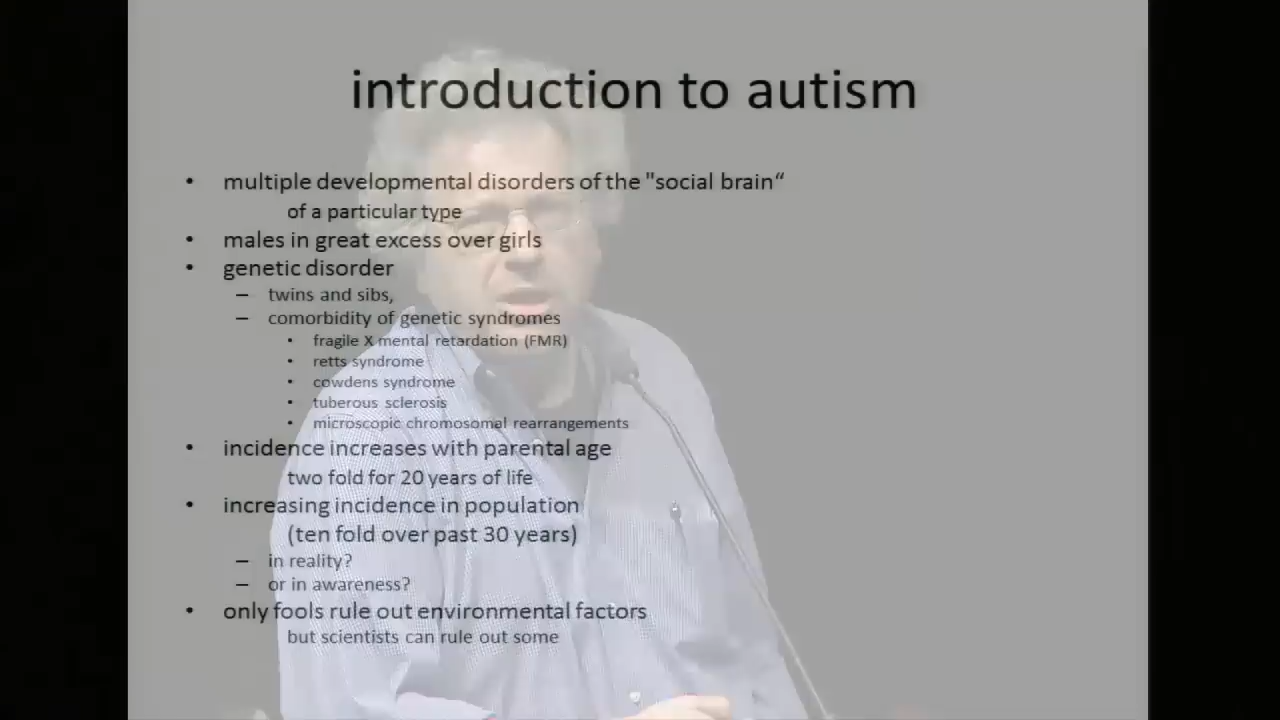 introduction to autism
• multiple developmental disorders of the "social brain“
of a particular type
• males in great excess over girls
• genetic disorder
– twins and sibs,
– comorbidity of genetic syndromes
• fragile X mental retardation (FMR)
• retts syndrome
• cowdens syndrome
• tuberous sclerosis
• microscopic chromosomal rearrangements
• incidence increases with parental age
two fold for 20 years of life
• increasing incidence in population
(ten fold over past 30 years)
– in reality?
– or in awareness?
• only fools rule out environmental factors
but scientists can rule out some